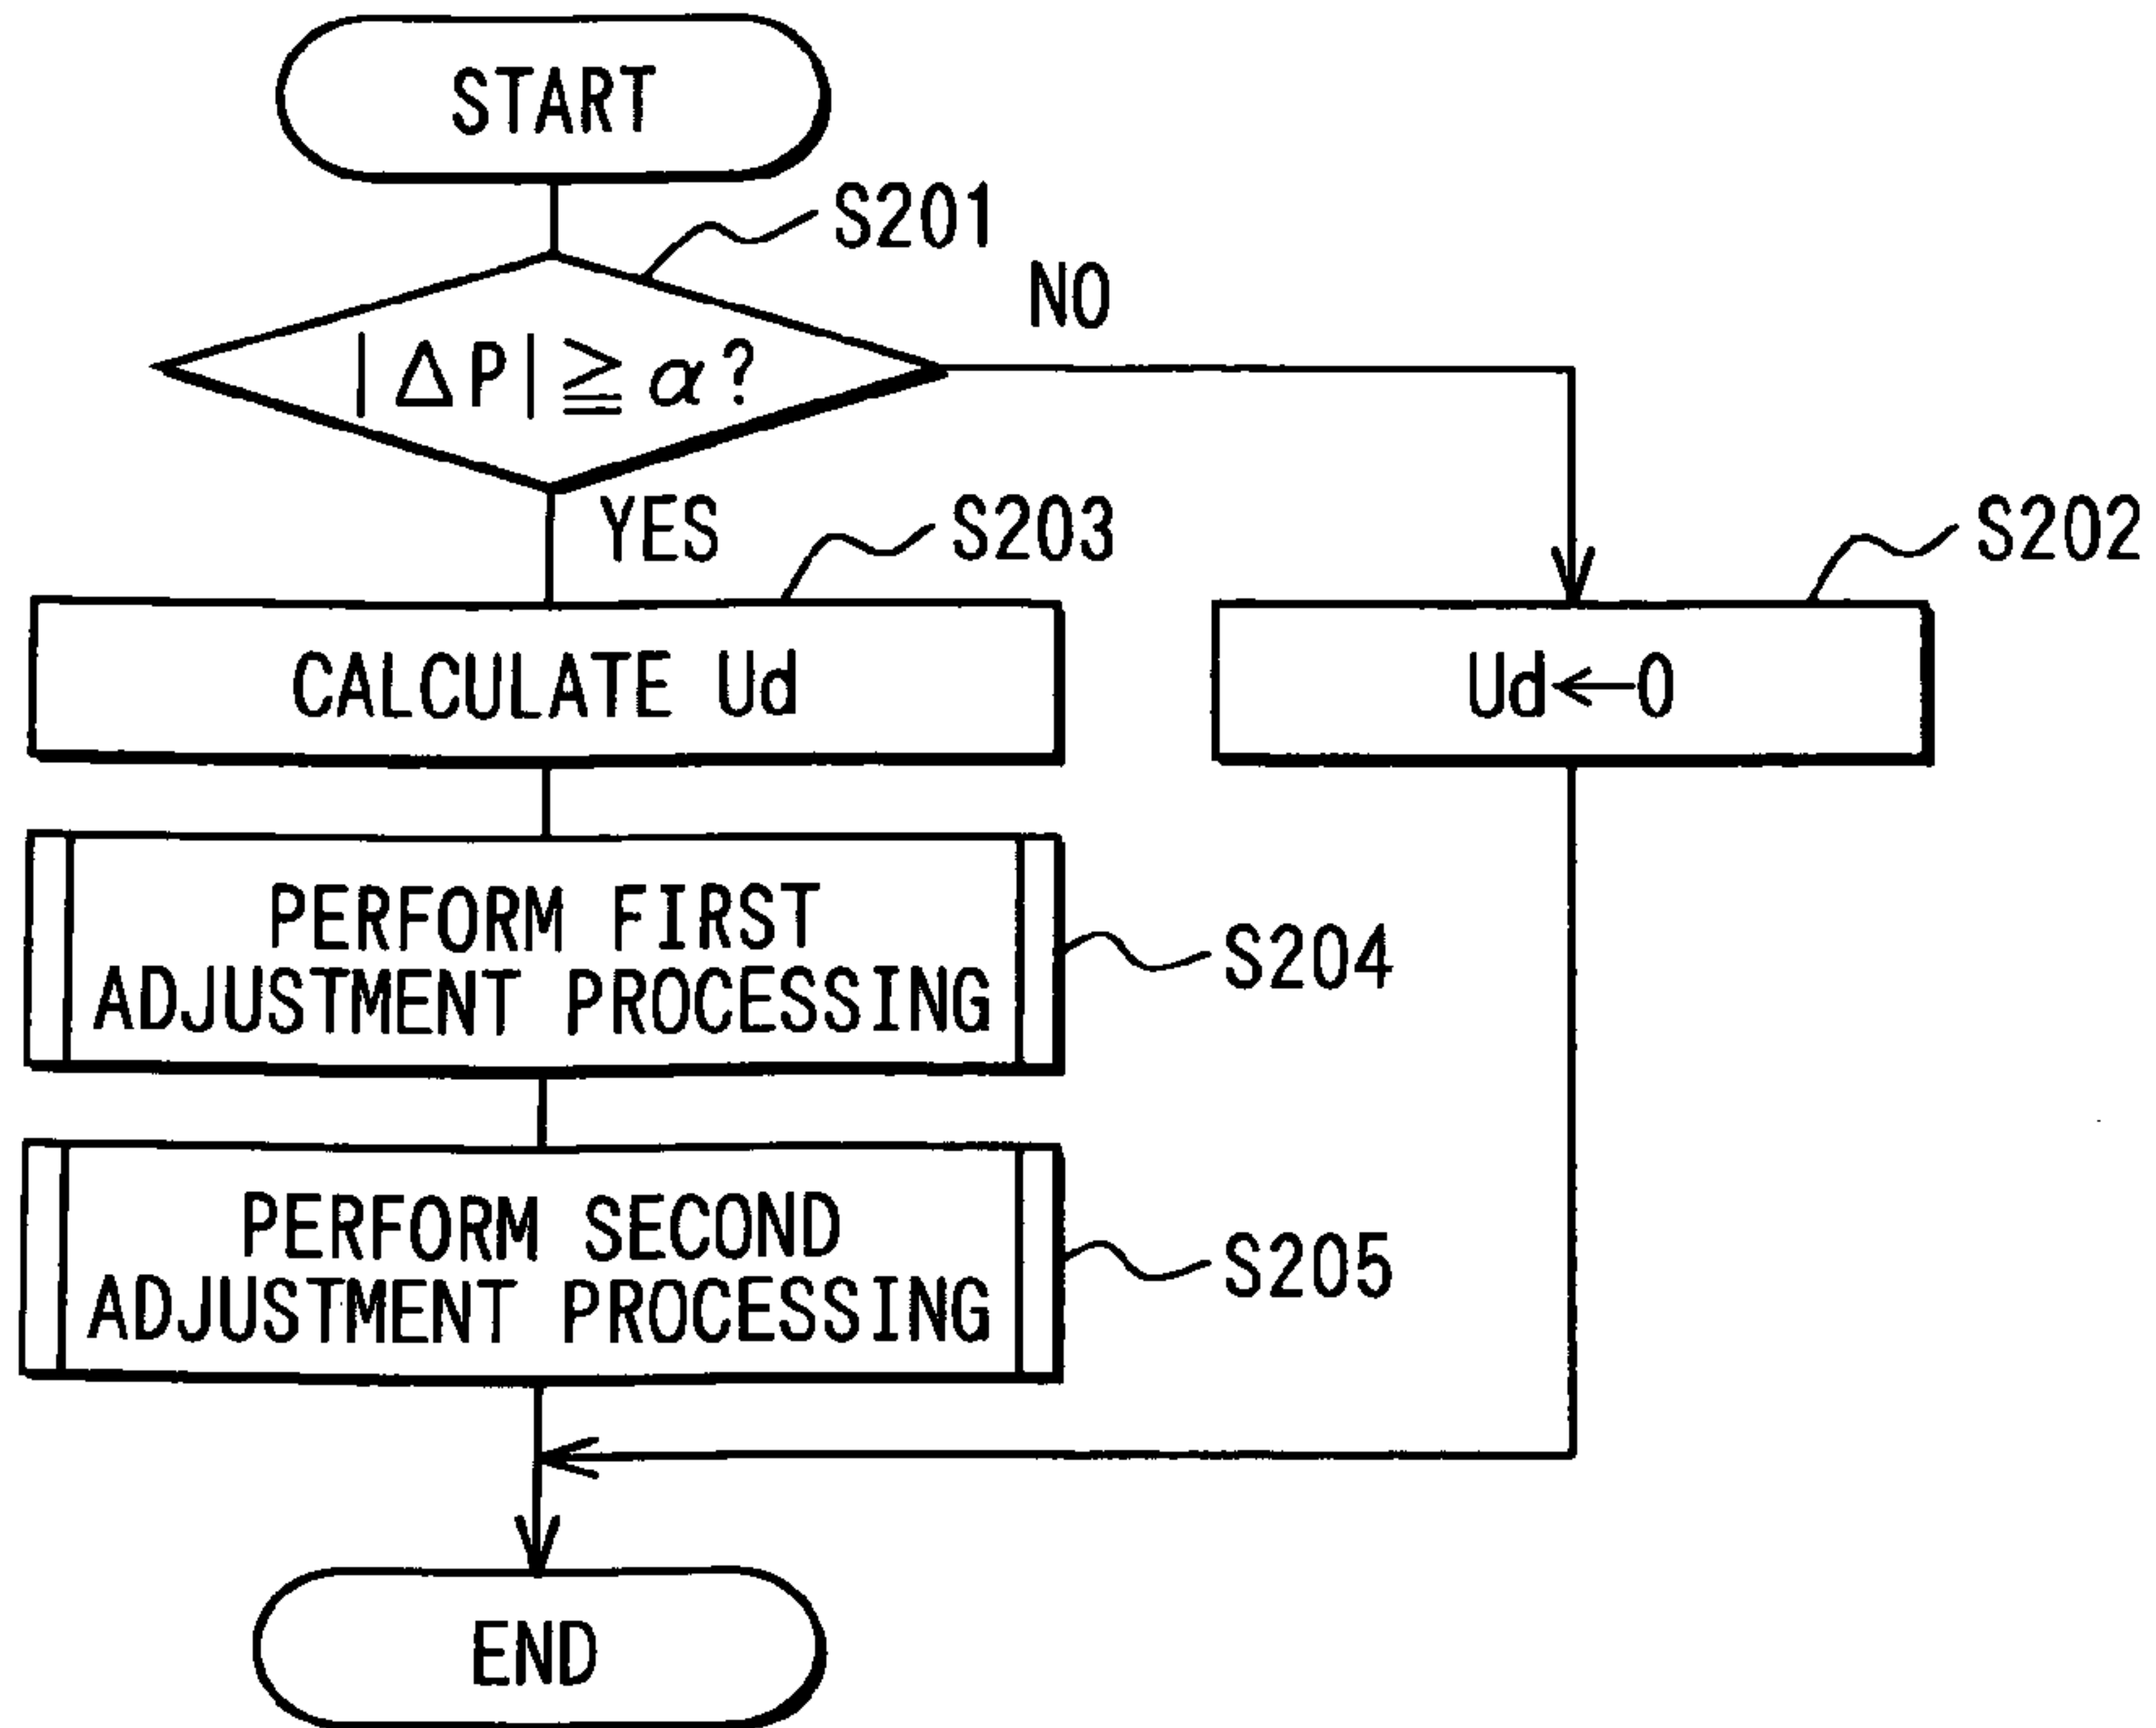 START
S201
NO
|ΔP|≧α?
YES
S203
S202
CALCULATE Ud
Ud←0
PERFORM FIRST
ADJUSTMENT PROCESSING
S204
PERFORM SECOND
ADJUSTMENT PROCESSING
S205
END